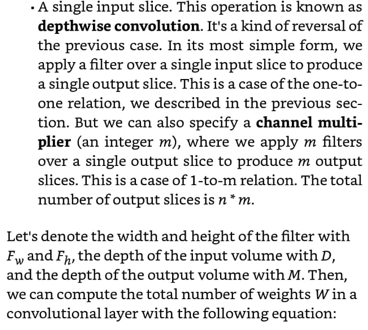 • A single input slice. This operation is known as
depthwise convolution. It's a kind of reversal of
the previous case. In its most simple form, we
apply a filter over a single input slice to produce
a single output slice. This is a case of the one-to-
one relation, we described in the previous sec-
tion. But we can also specify a channel multi-
plier (an integer m), where we apply m filters
over a single output slice to produce m output
slices. This is a case of 1-to-m relation. The total
number of output slices is n * m.
Let's denote the width and height of the filter with
Fw and Fh, the depth of the input volume with D,
and the depth of the output volume with M. Then,
we can compute the total number of weights W in a
convolutional layer with the following equation: